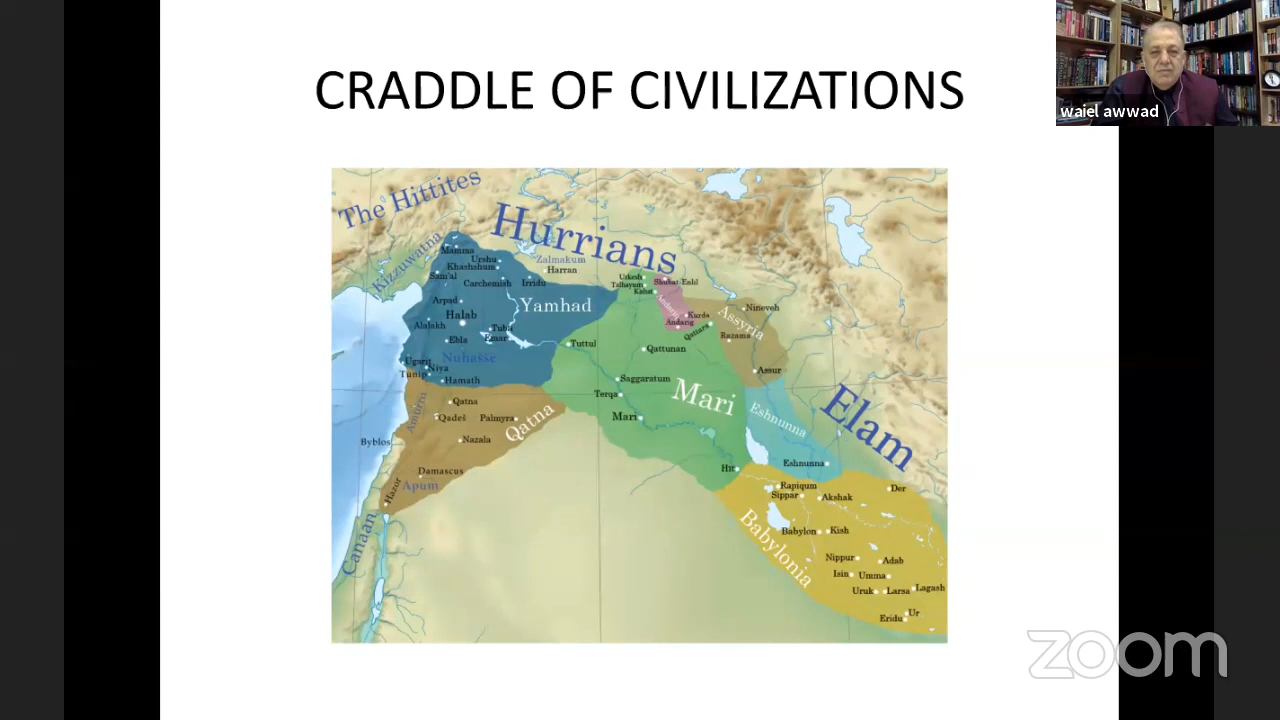 CRADDLE OF CIVILIZATIONS
waiel awwad
The Hittites
Hurrians
Kizzuwatna
Mamma
Urshu
Khashshum
Zalmakum
Harran
Sam'al
Carchemish
Irridu
Urkesh
Talhayum
Kahat
Shubat-Enlil
Yamhad
Arpad
Halab
Alalakh
Tuba
Emar
Ebla
Nuhašše
Ugarit
Niya
Tunip
Hamath
Tuttul
Andarig
Kurda
Andarig
Qattara
Nineveh
Assyria
Razama
Assur
Qattunan
Saggaratum
Terqa
Mari
Mari
Elam
Eshnunna
Eshnunna
Hit
Qatna
Amurru
Qadeš
Palmyra
Qatna
Byblos
Nazala
Damascus
Apum
Hazor
Canaan
Rapiqum
Sippar
Akshak
Der
Babylonia
Babylon
Kish
Nippur
Adab
Isin
Umma
Uruk
Larsa
Lagash
Ur
Eridu
zoom